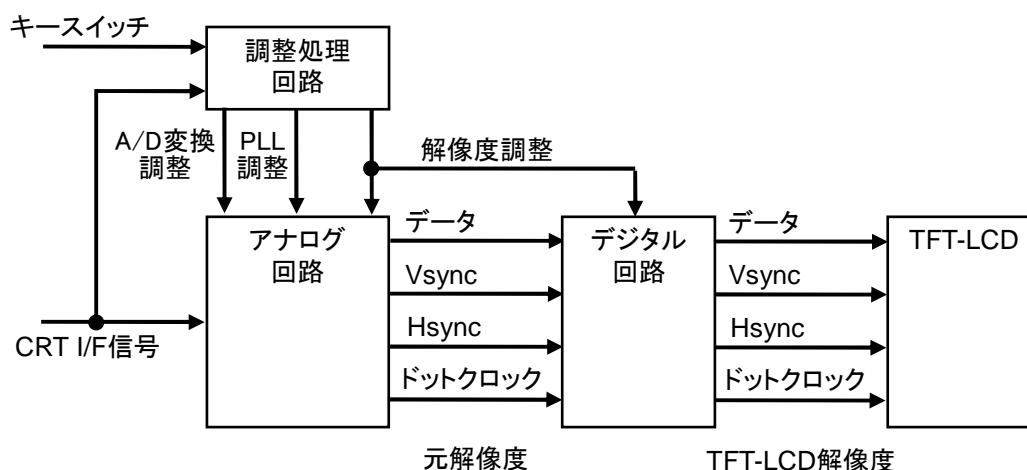 キースイッチ
調整処理
回路
A/D変換
調整
PLL
調整
解像度調整
CRT I/F信号
アナログ
回路
データ
Vsync
Hsync
ドットクロック
デジタル
回路
データ
Vsync
Hsync
ドットクロック
TFT-LCD
元解像度
TFT-LCD解像度